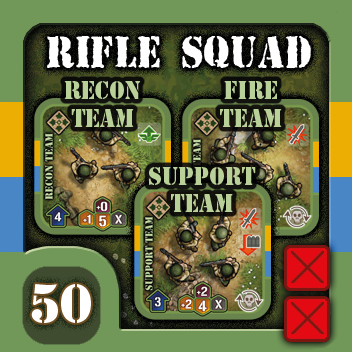 RIFLE SQUAD
RECON
TEAM
FIRE
TEAM
RECON TEAM
4
+0
+1 5 X
SUPPORT
TEAM
SUPPORT TEAM
3
+2
+2 4 X
50